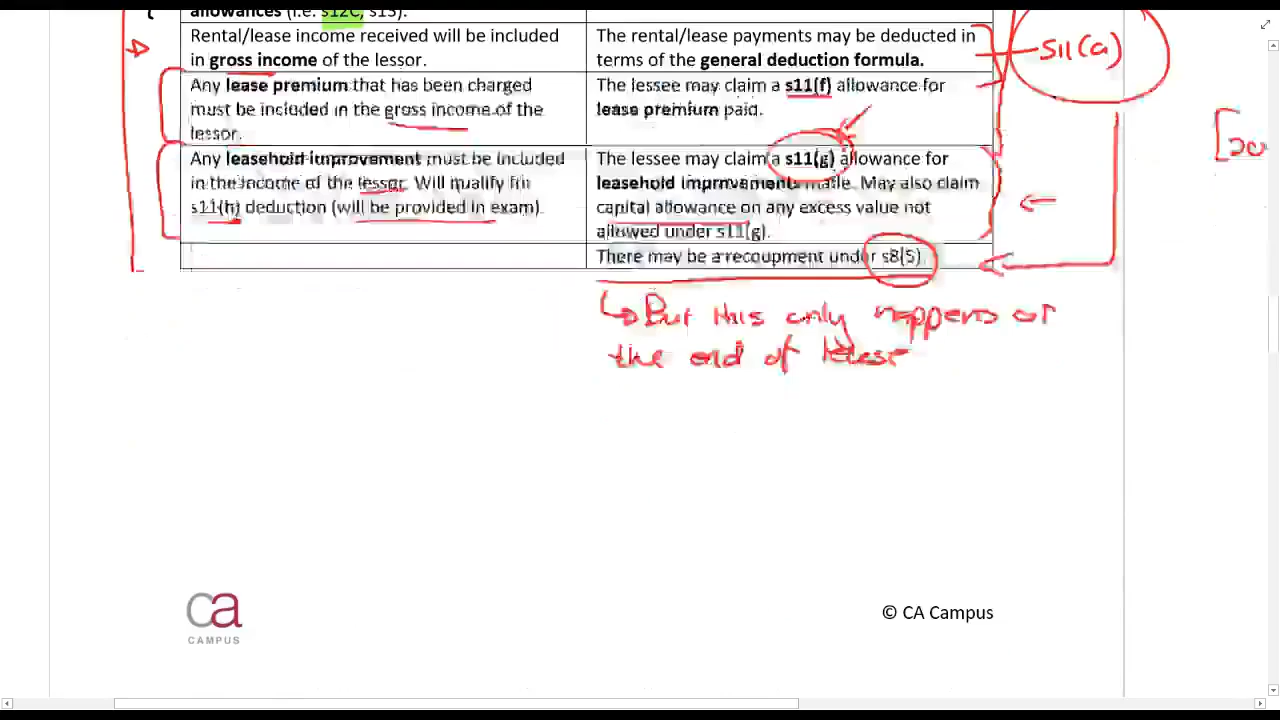 allowances (i.e. s12C, s13).
Rental/lease income received will be included
in gross income of the lessor.
The rental/lease payments may be deducted in
terms of the general deduction formula.
s11(a)
Any lease premium that has been charged
must be included in the gross income of the
lessor.
The lessee may claim a s11(f) allowance for
lease premium paid.
Any leasehold improvement must be included
in the income of the lessor. Will qualify for
s11(h) deduction (will be provided in exam).
The lessee may claim a s11(g) allowance for
leasehold improvements made. May also claim
capital allowance on any excess value not
allowed under s11(g).
There may be a recoupment under s8(5).
But this only happens at
the end of lease
CA
CAMPUS
© CA Campus